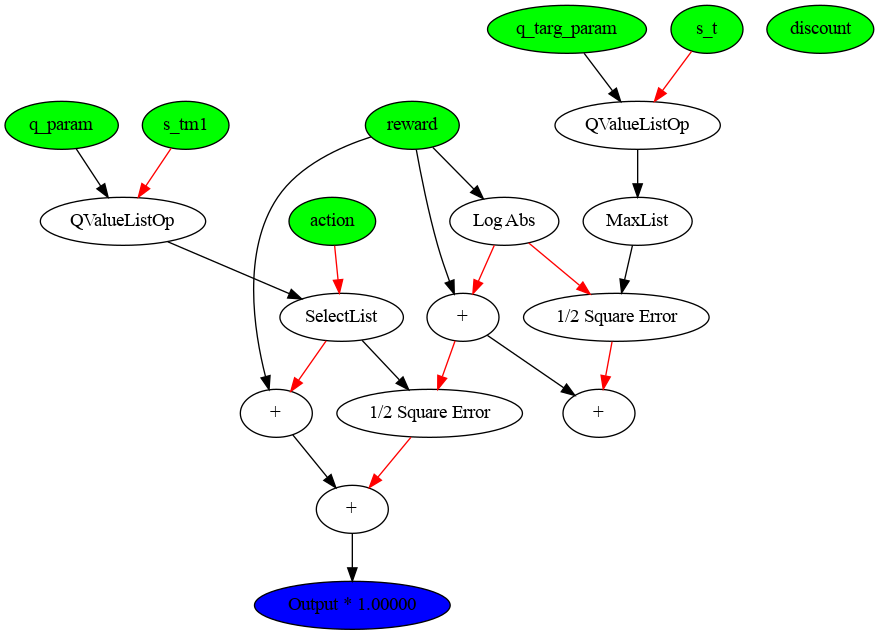 q_targ_param
s_t
discount
q_param
s_tm1
reward
QValueListOp
QValueListOp
action
Log Abs
MaxList
SelectList
+
1/2 Square Error
+
1/2 Square Error
+
+
Output * 1.00000